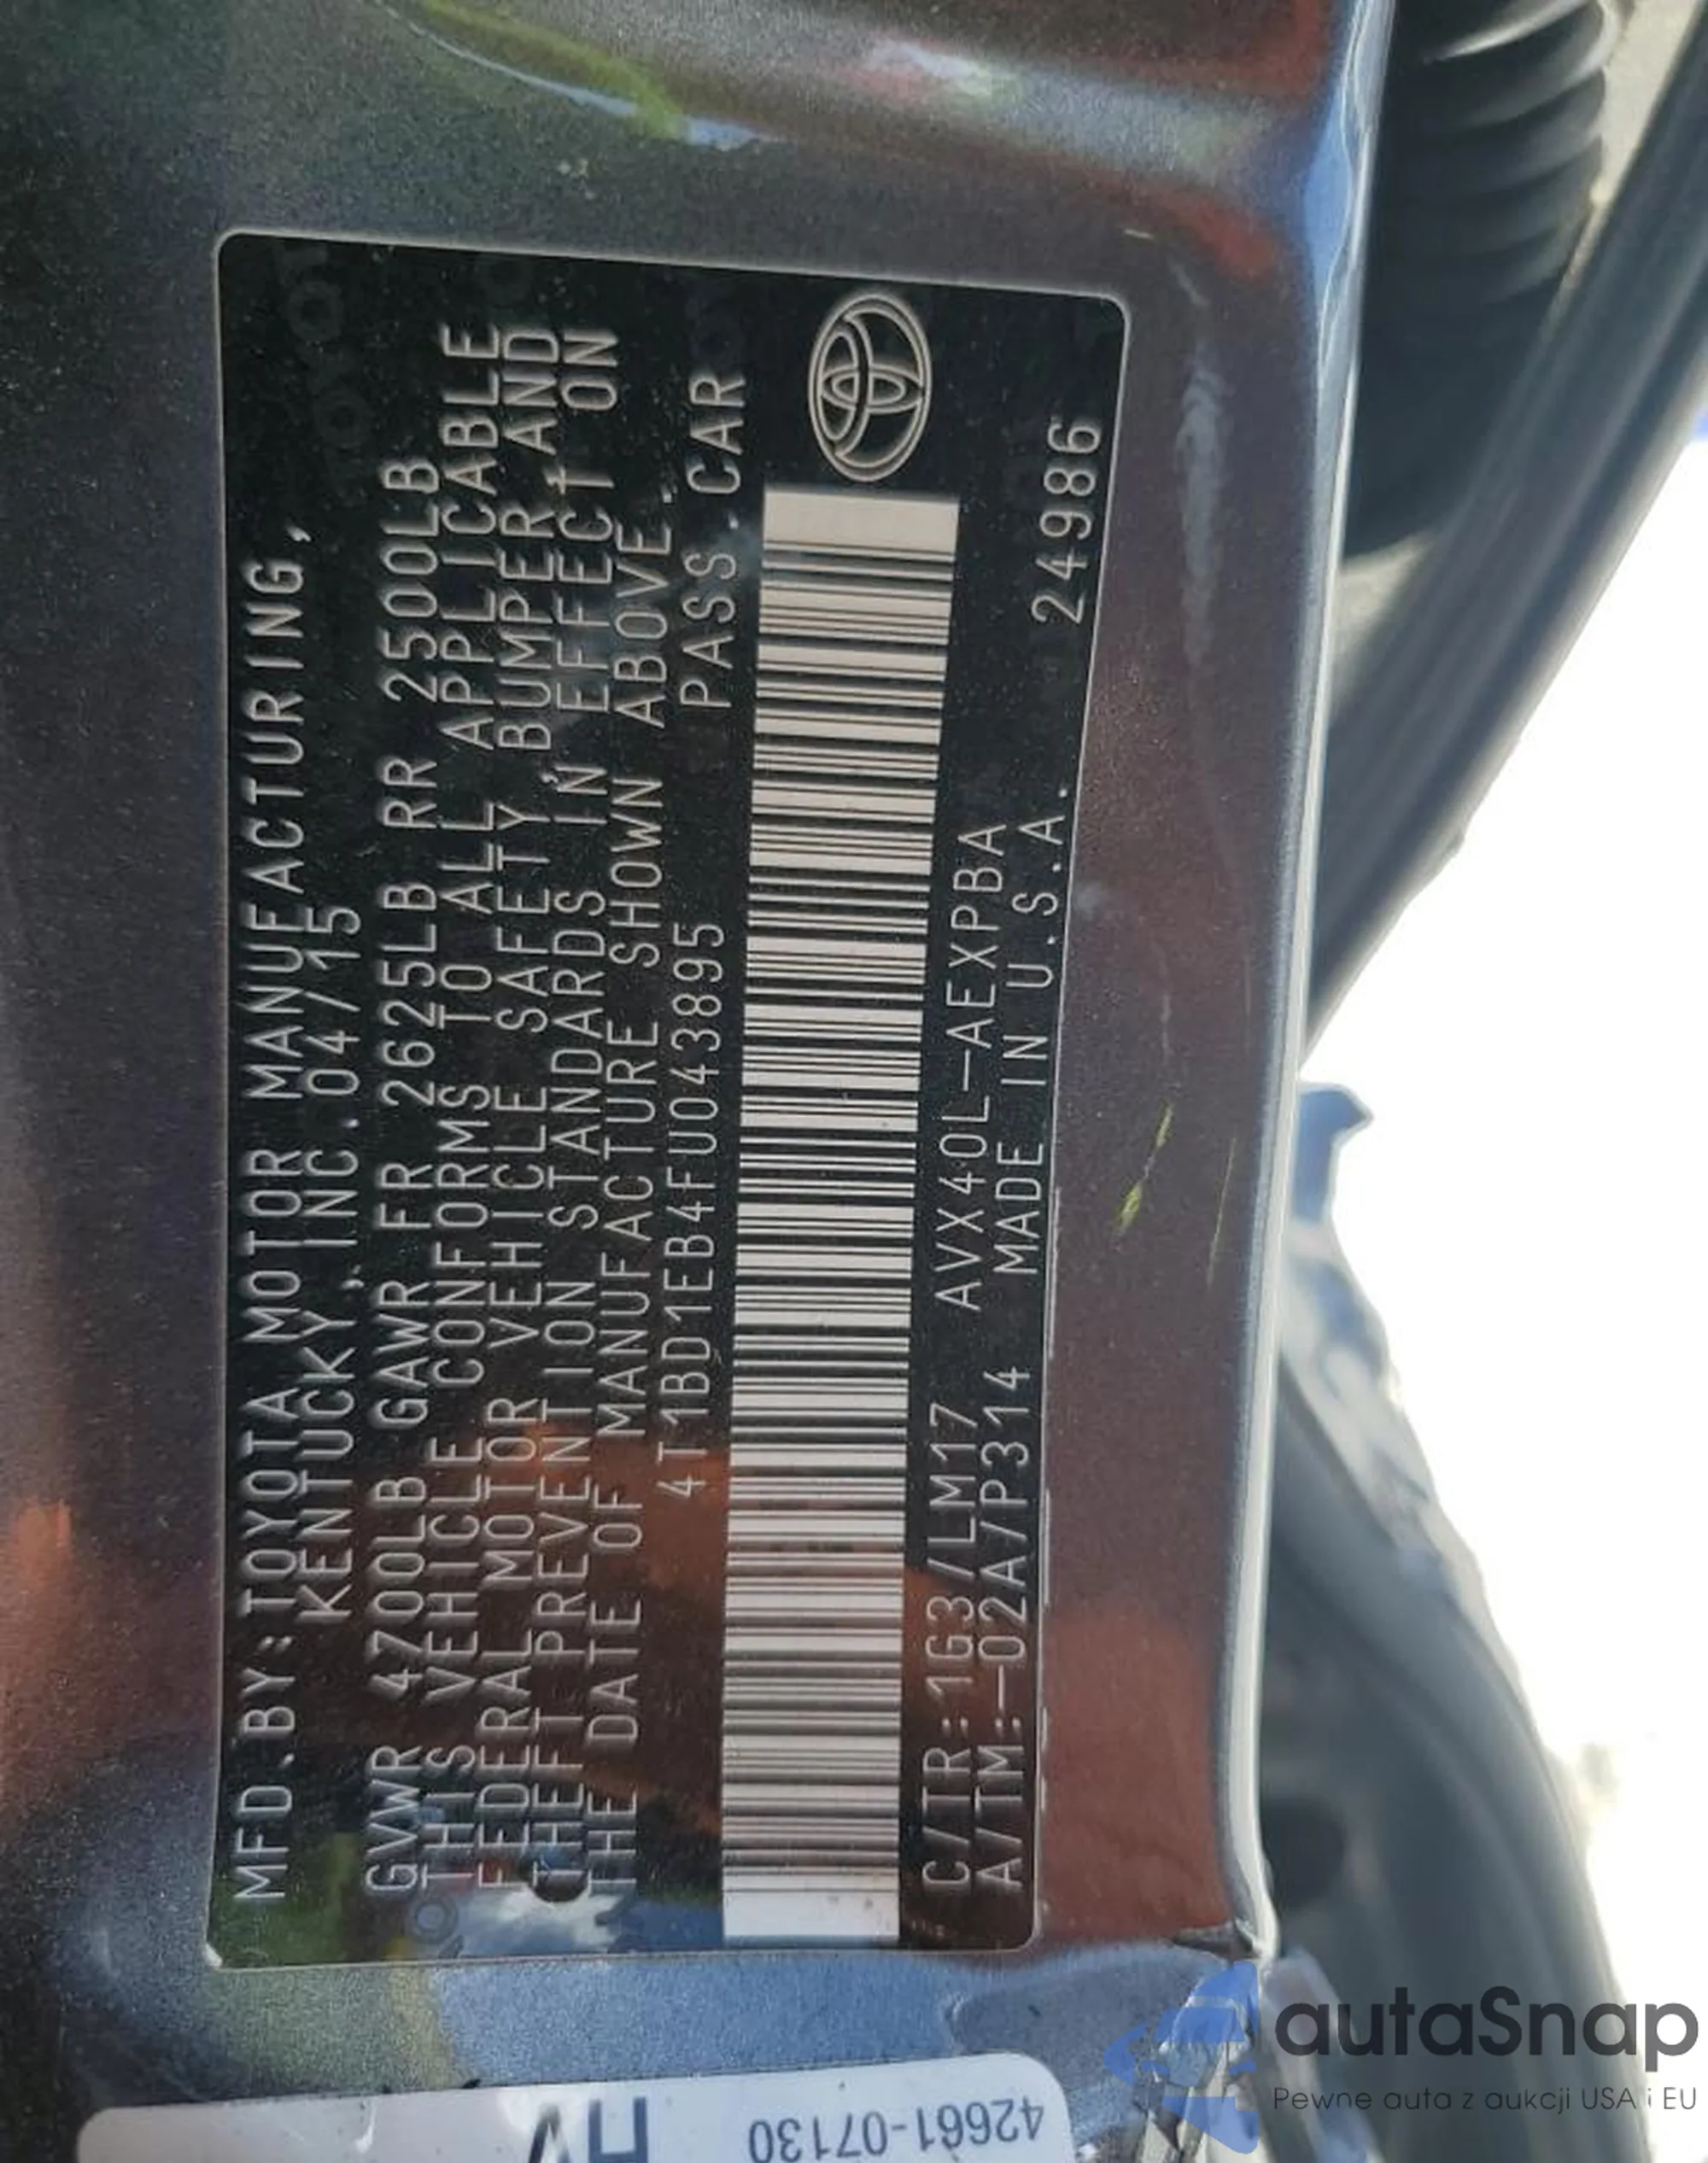 MFD.BY:TOYOTA MOTOR MANUFACTURING,
KENTUCKY, INC.04/15
GVWR 4700LB GAWR FR 2625LB RR 2500LB
THIS VEHICLE CONFORMS TO ALL APPLICABLE
FEDERAL MOTOR VEHICLE SAFETY, BUMPER, AND
THEFT PREVENTION STANDARDS IN EFFECT ON
THE DATE OF MANUFACTURE SHOWN ABOVE.
4T1BD1EB4FU043895 PASS.CAR
C/TR:1G3/LM17 AVX40L-AEXPBA
A/TM:-02A/P314 MADE IN U.S.A. 24986
42661-07130
autaSnap
Pewne auta z aukcji USA i EU